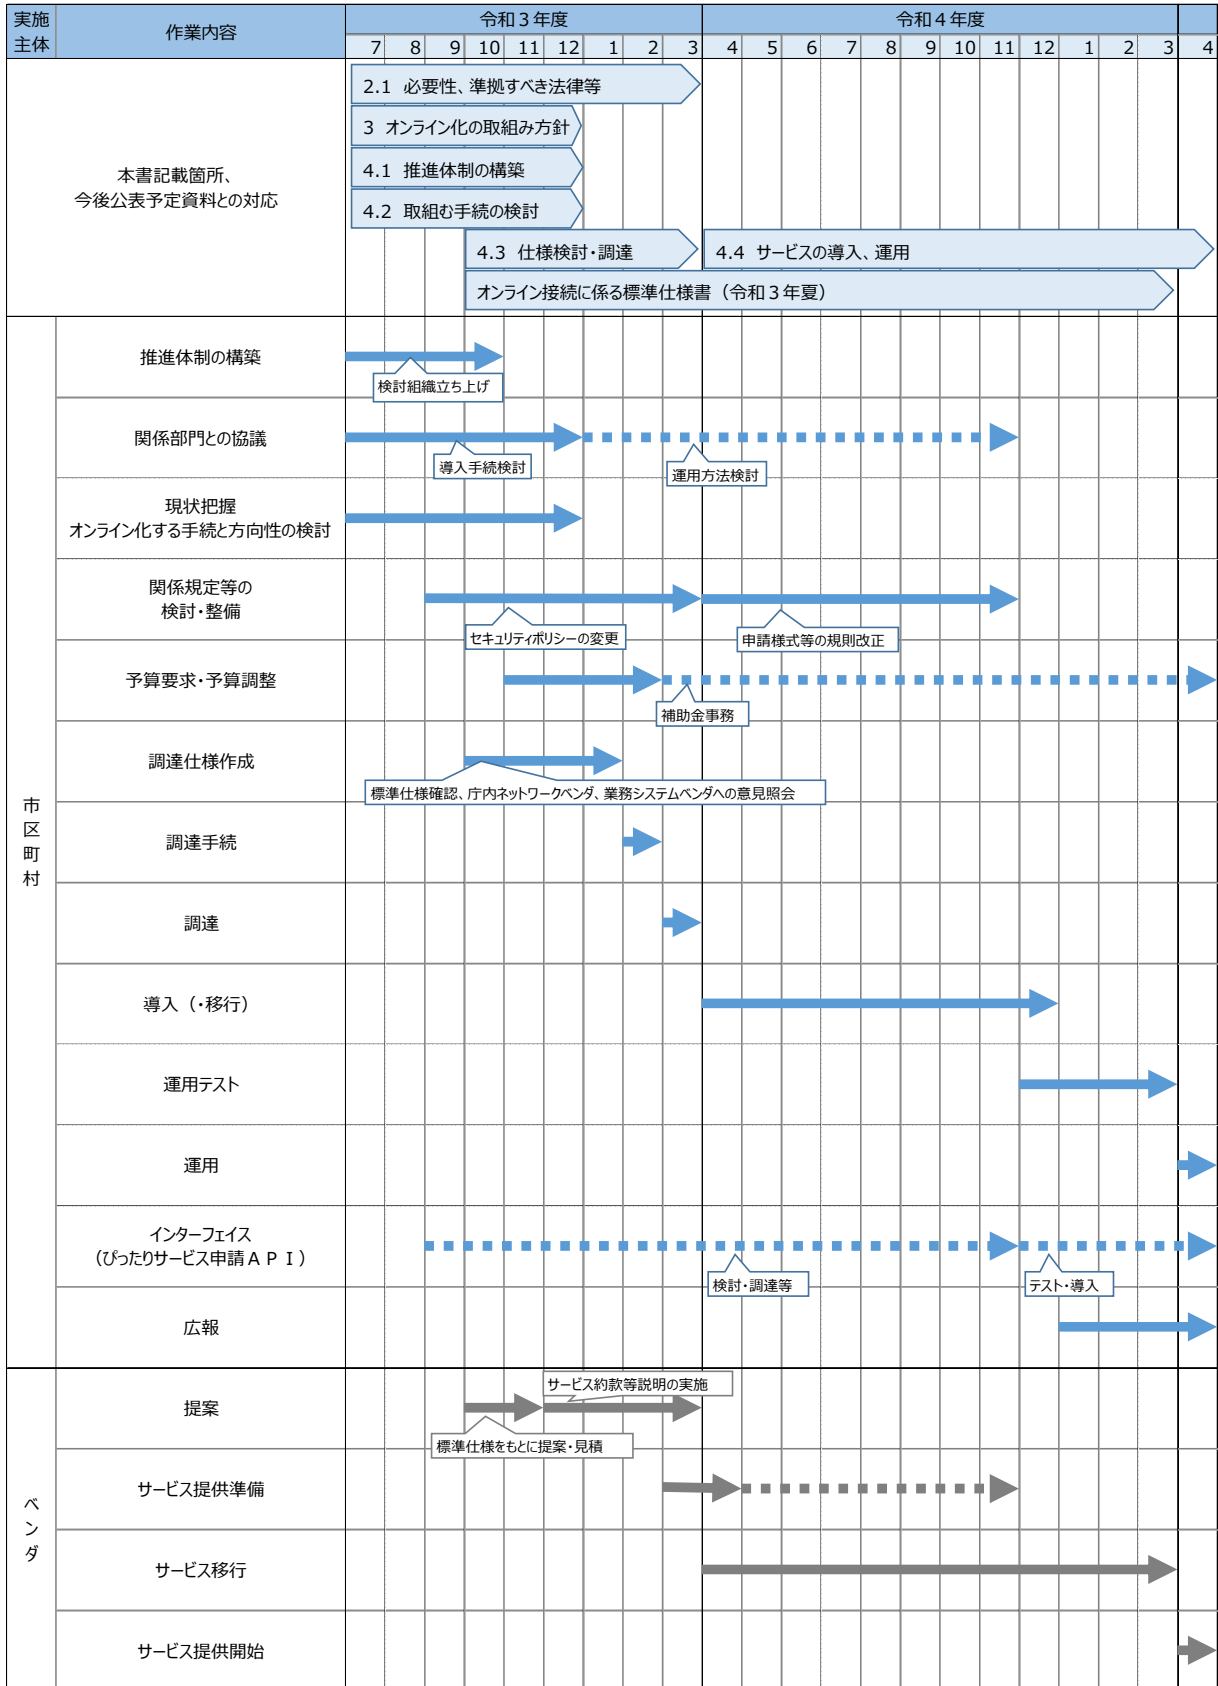 実施
主体
作業内容
令和３年度
令和４年度
7 8 9 10 11 12 1 2 3 4 5 6 7 8 9 10 11 12 1 2 3 4
本書記載箇所、
今後公表予定資料との対応
2.1 必要性、準拠すべき法律等
3 オンライン化の取組み方針
4.1 推進体制の構築
4.2 取組む手続の検討
4.3 仕様検討・調達
4.4 サービスの導入、運用
オンライン接続に係る標準仕様書（令和３年夏）
市
区
町
村
推進体制の構築
検討組織立ち上げ
関係部門との協議
導入手続検討
運用方法検討
現状把握
オンライン化する手続と方向性の検討
関係規定等の
検討・整備
セキュリティポリシーの変更
申請様式等の規則改正
予算要求・予算調整
補助金事務
調達仕様作成
標準仕様確認、庁内ネットワークベンダ、業務システムベンダへの意見照会
調達手続
調達
導入（・移行）
運用テスト
運用
インターフェイス
（ぴったりサービス申請ＡＰＩ）
検討・調達等
テスト・導入
広報
ベ
ン
ダ
提案
サービス約款等説明の実施
標準仕様をもとに提案・見積
サービス提供準備
サービス移行
サービス提供開始